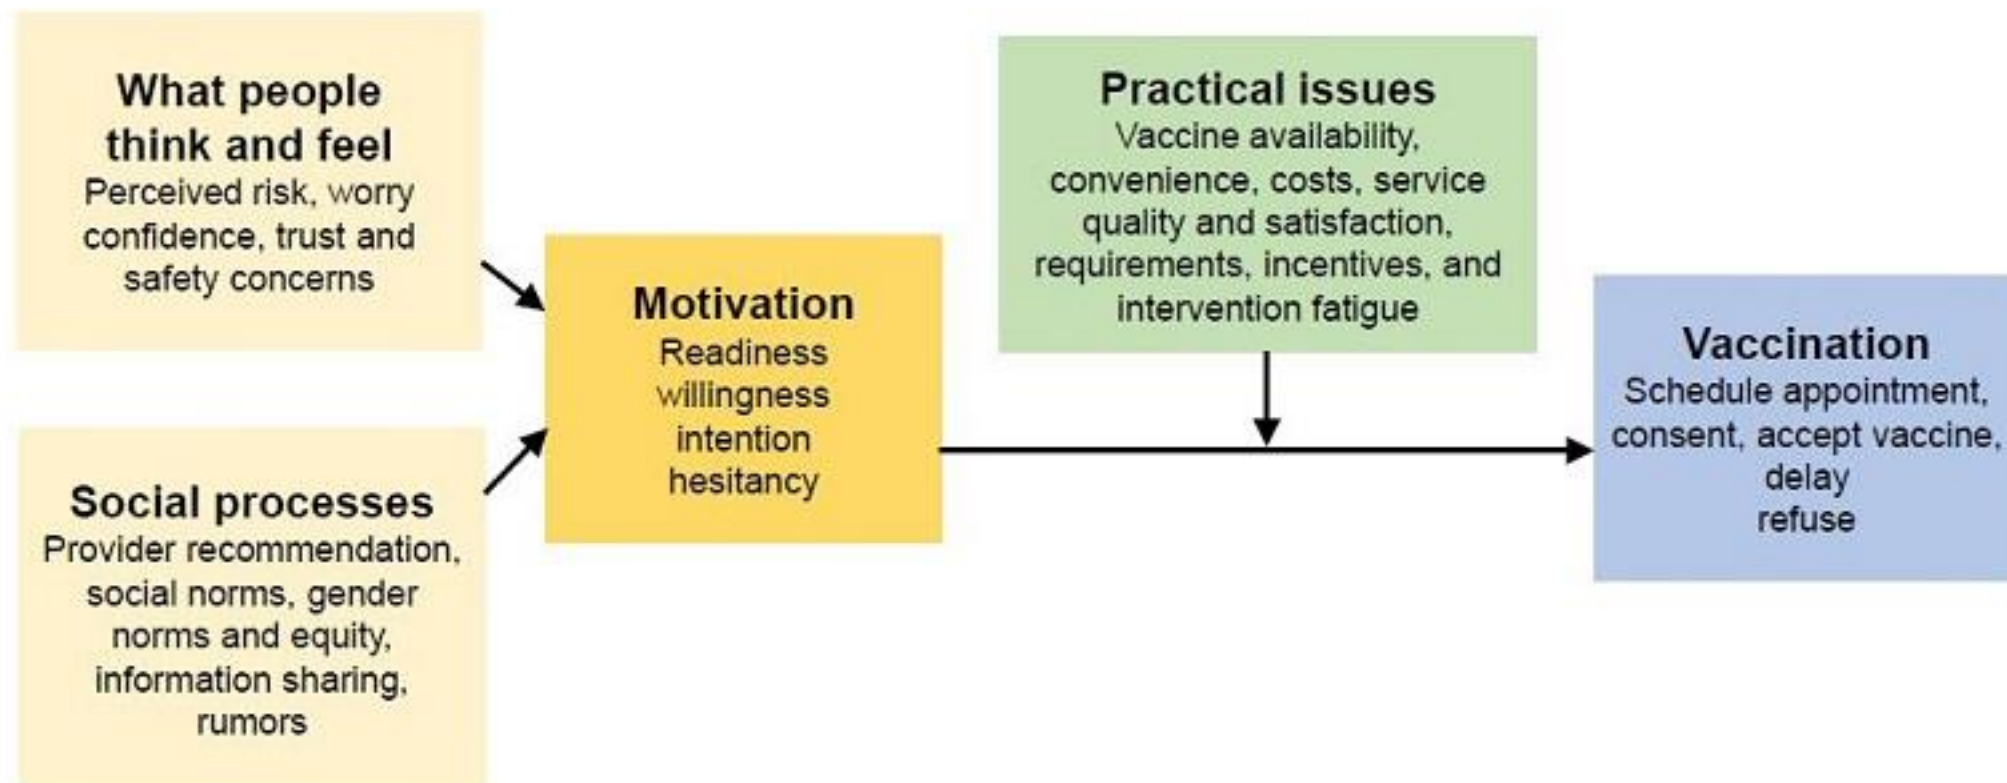 What people
think and feel
Perceived risk, worry
confidence, trust and
safety concerns
Social processes
Provider recommendation,
social norms, gender
norms and equity,
information sharing,
rumors
Motivation
Readiness
willingness
intention
hesitancy
Practical issues
Vaccine availability,
convenience, costs, service
quality and satisfaction,
requirements, incentives, and
intervention fatigue
Vaccination
Schedule appointment,
consent, accept vaccine,
delay
refuse